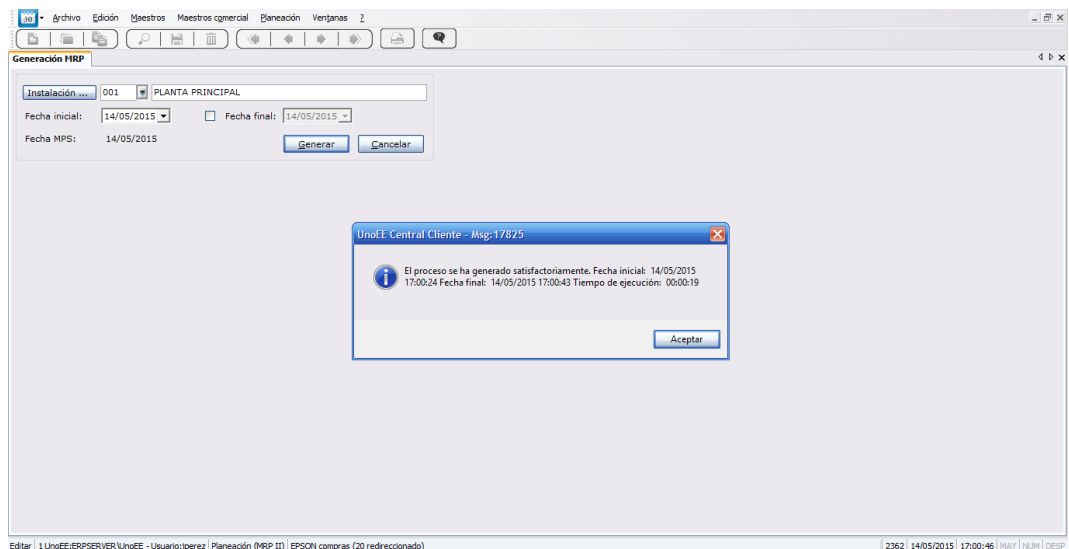 30 Archivo Edición Maestros Maestros comercial Planeación Ventanas ?
Generación MRP
Instalación ... 001 PLANTA PRINCIPAL
Fecha inicial: 14/05/2015 Fecha final: 14/05/2015
Fecha MPS: 14/05/2015 Generar Cancelar
UnoEE Central Cliente - Msg:17825
El proceso se ha generado satisfactoriamente. Fecha inicial: 14/05/2015
17:00:24 Fecha final: 14/05/2015 17:00:43 Tiempo de ejecución: 00:00:19
Aceptar
Editar 1 UnoEE:ERPSERVER\UnoEE - Usuario:jperez Planeación (MRP II) EPSON compras (20 redireccionado) 2362 14/05/2015 17:00:46 MAY NUM DESP